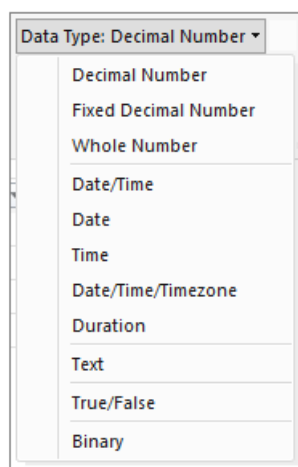 Data Type: Decimal Number
Decimal Number
Fixed Decimal Number
Whole Number
Date/Time
Date
Time
Date/Time/Timezone
Duration
Text
True/False
Binary